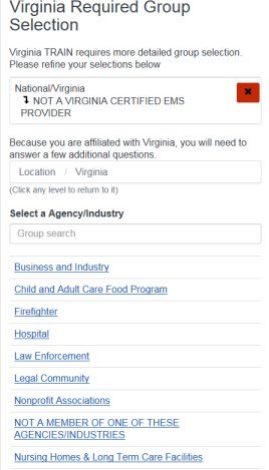 Virginia Required Group
Selection
Virginia TRAIN requires more detailed group selection.
Please refine your selections below
National/Virginia
↴ NOT A VIRGINIA CERTIFIED EMS
PROVIDER
×
Because you are affiliated with Virginia, you will need to
answer a few additional questions.
Location / Virginia
(Click any level to return to it)
Select a Agency/Industry
Group search
Business and Industry
Child and Adult Care Food Program
Firefighter
Hospital
Law Enforcement
Legal Community
Nonprofit Associations
NOT A MEMBER OF ONE OF THESE
AGENCIES/INDUSTRIES
Nursing Homes & Long Term Care Facilities